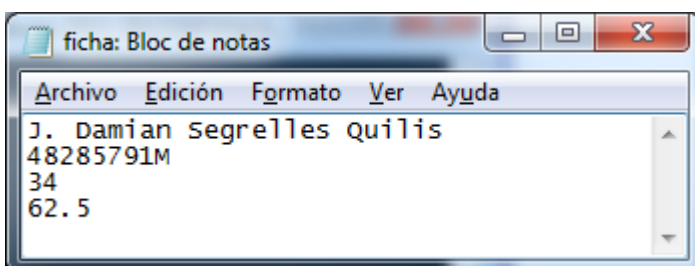 ficha: Bloc de notas
Archivo Edición Formato Ver Ayuda
J. Damian Segrelles Quilis
48285791M
34
62.5